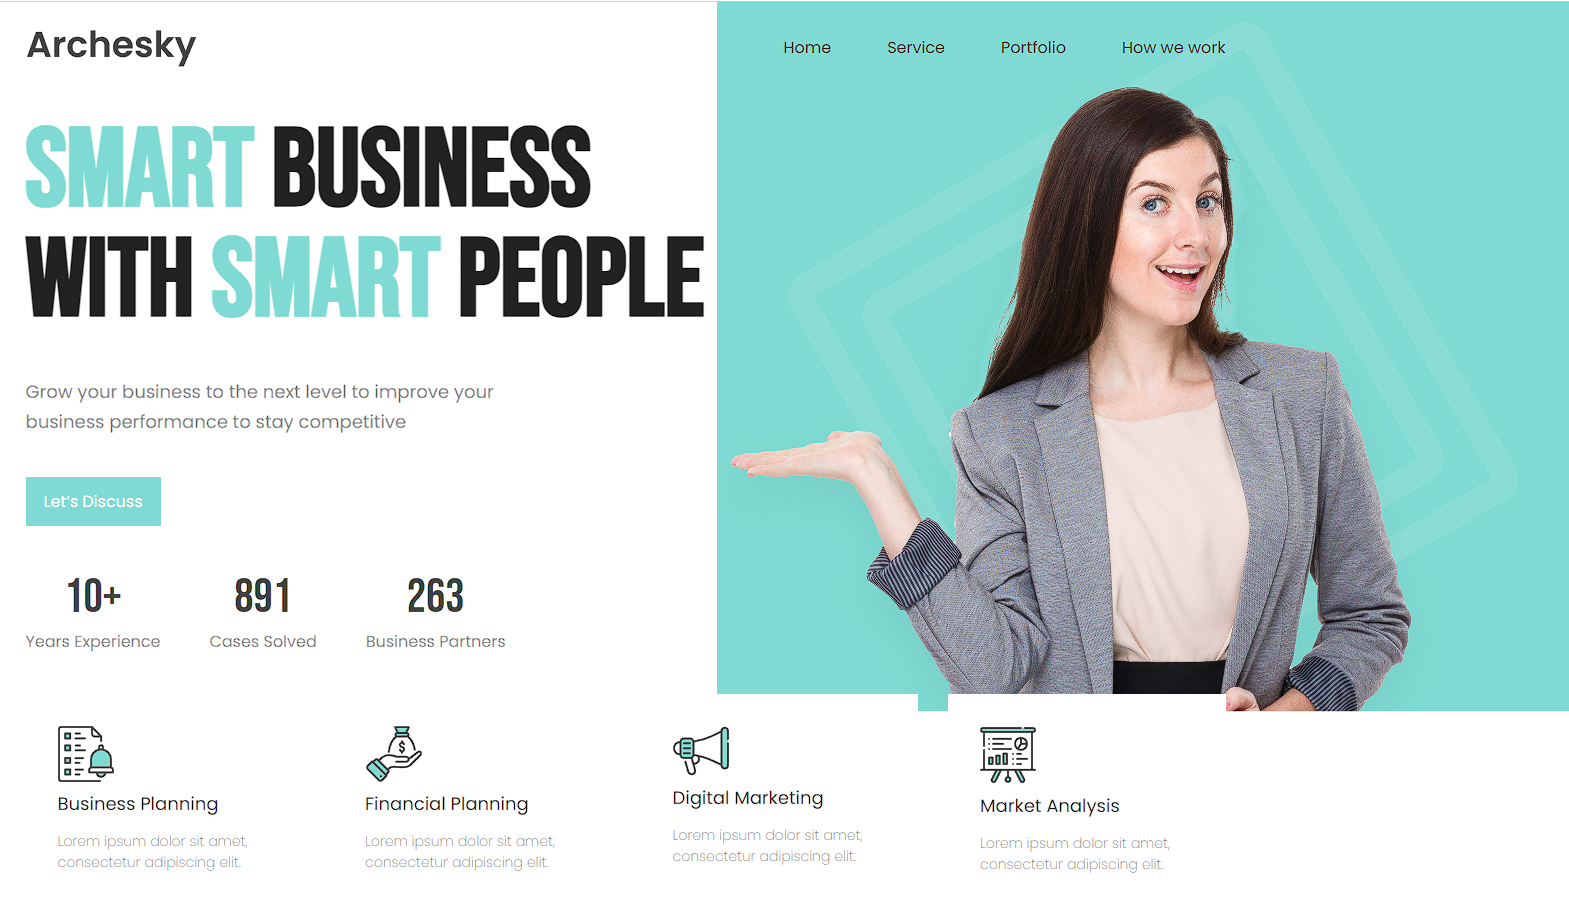 Archesky
Home
Service
Portfolio
How we work
SMART BUSINESS
WITH SMART PEOPLE
Grow your business to the next level to improve your
business performance to stay competitive
Let's Discuss
10+
Years Experience
891
Cases Solved
263
Business Partners
$
Business Planning
Lorem ipsum dolor sit amet,
consectetur adipiscing elit.
Financial Planning
Lorem ipsum dolor sit amet,
consectetur adipiscing elit.
Digital Marketing
Lorem ipsum dolor sit amet,
consectetur adipiscing elit.
Market Analysis
Lorem ipsum dolor sit amet,
consectetur adipiscing elit.